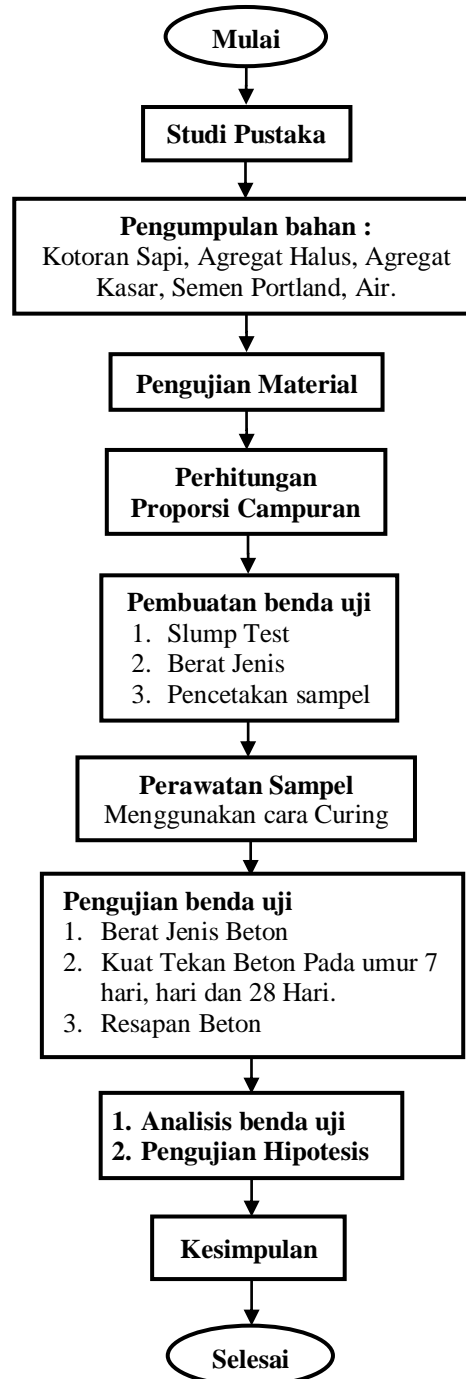 Mulai
Studi Pustaka
Pengumpulan bahan :
Kotoran Sapi, Agregat Halus, Agregat
Kasar, Semen Portland, Air.
Pengujian Material
Perhitungan
Proporsi Campuran
Pembuatan benda uji
1. Slump Test
2. Berat Jenis
3. Pencetakan sampel
Perawatan Sampel
Menggunakan cara Curing
Pengujian benda uji
1. Berat Jenis Beton
2. Kuat Tekan Beton Pada umur 7
hari, hari dan 28 Hari.
3. Resapan Beton
1. Analisis benda uji
2. Pengujian Hipotesis
Kesimpulan
Selesai